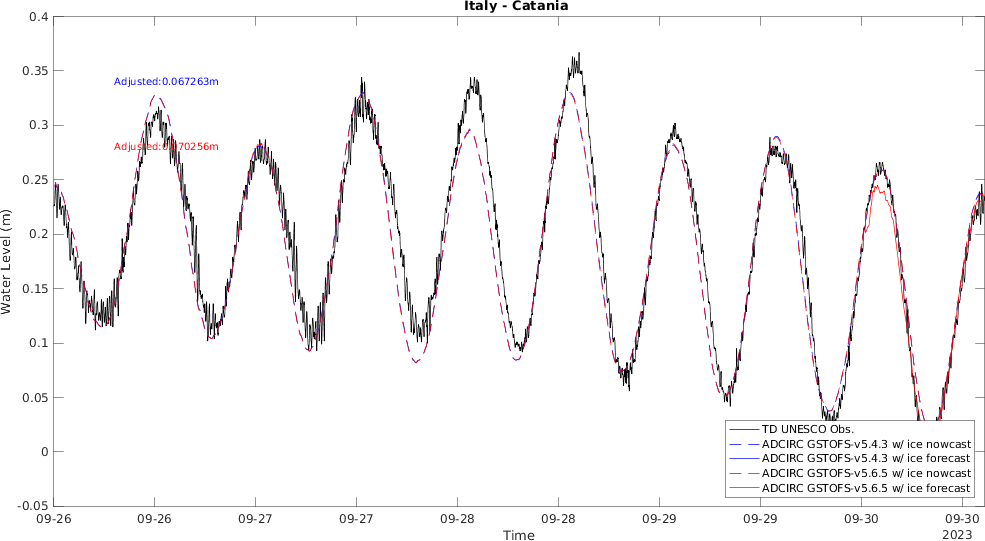 Italy - Catania
Adjusted:0.067263m
Adjusted:0.070256m
Water Level (m)
0.4
0.35
0.3
0.25
0.2
0.15
0.1
0.05
0
-0.05
TD UNESCO Obs.
ADCIRC GSTOFS-v5.4.3 w/ ice nowcast
ADCIRC GSTOFS-v5.4.3 w/ ice forecast
ADCIRC GSTOFS-v5.6.5 w/ ice nowcast
ADCIRC GSTOFS-v5.6.5 w/ ice forecast
09-26 09-26 09-27 09-27 09-28 09-28 09-29 09-29 09-30 09-30
Time
2023